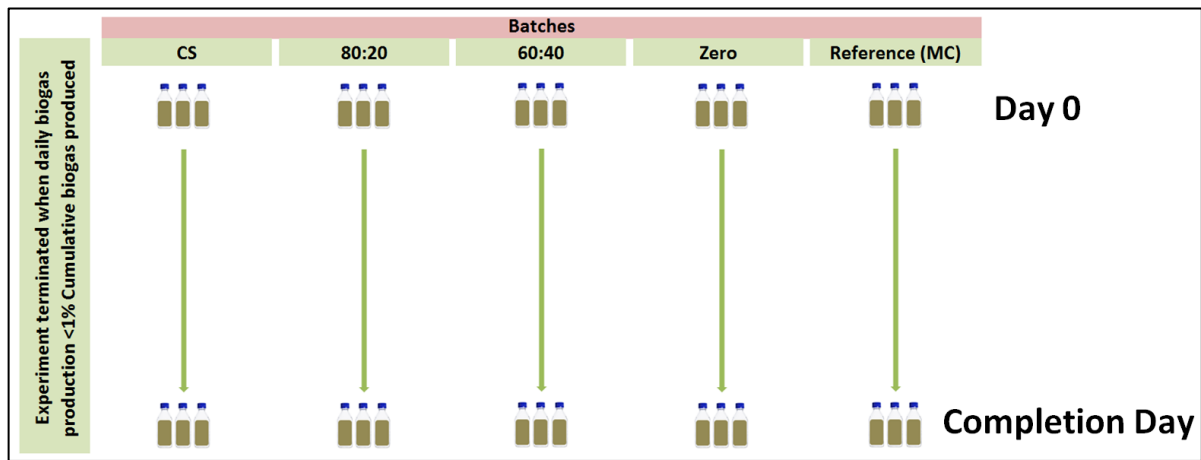 Batches
CS
80:20
60:40
Zero
Reference (MC)
Experiment terminated when daily biogas
production <1% Cumulative biogas produced
Day 0
Completion Day